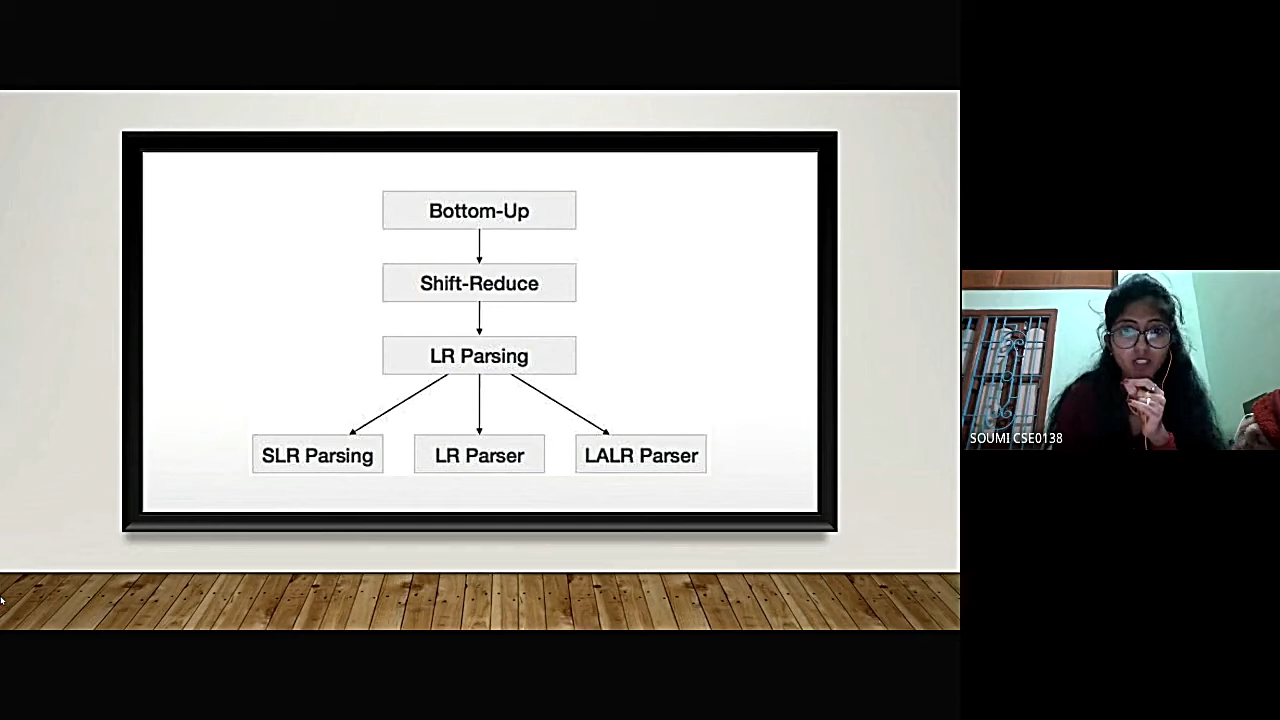 Bottom-Up
Shift-Reduce
LR Parsing
SLR Parsing
LR Parser
LALR Parser
SOUMI CSE0138